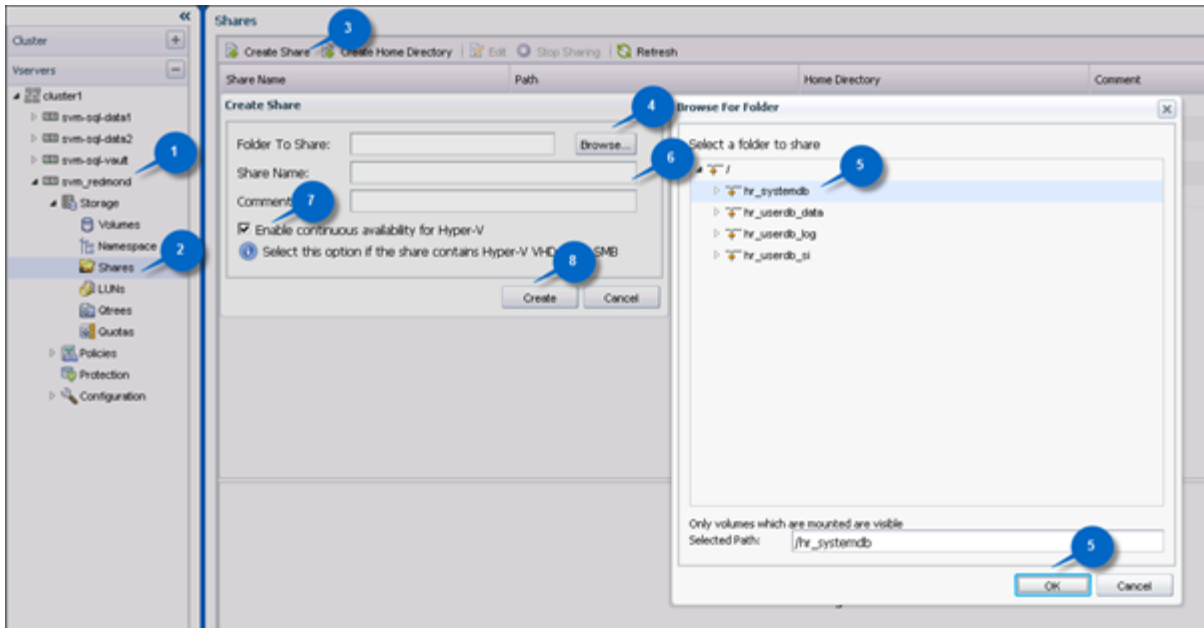 «
Cluster
Vservers
cluster1
svm-sql-data1
svm-sql-data2
svm-sql-vault
1
svm_redmond
Storage
Volumes
Namespace
2
Shares
LUNs
Qtrees
Quotas
Policies
Protection
Configuration
Shares
3
Create Share
Create Home Directory
Edit
Stop Sharing
Refresh
Share Name
Path
Home Directory
Comment
Create Share
4
Folder To Share:
Browse...
6
Share Name:
Comment
7
Enable continuous availability for Hyper-V
Select this option if the share contains Hyper-V VHD
SMB
8
Create
Cancel
Browse For Folder
Select a folder to share
/
5
hr_systemdb
hr_userdb_data
hr_userdb_log
hr_userdb_si
Only volumes which are mounted are visible
Selected Path:
/hr_systemdb
5
OK
Cancel